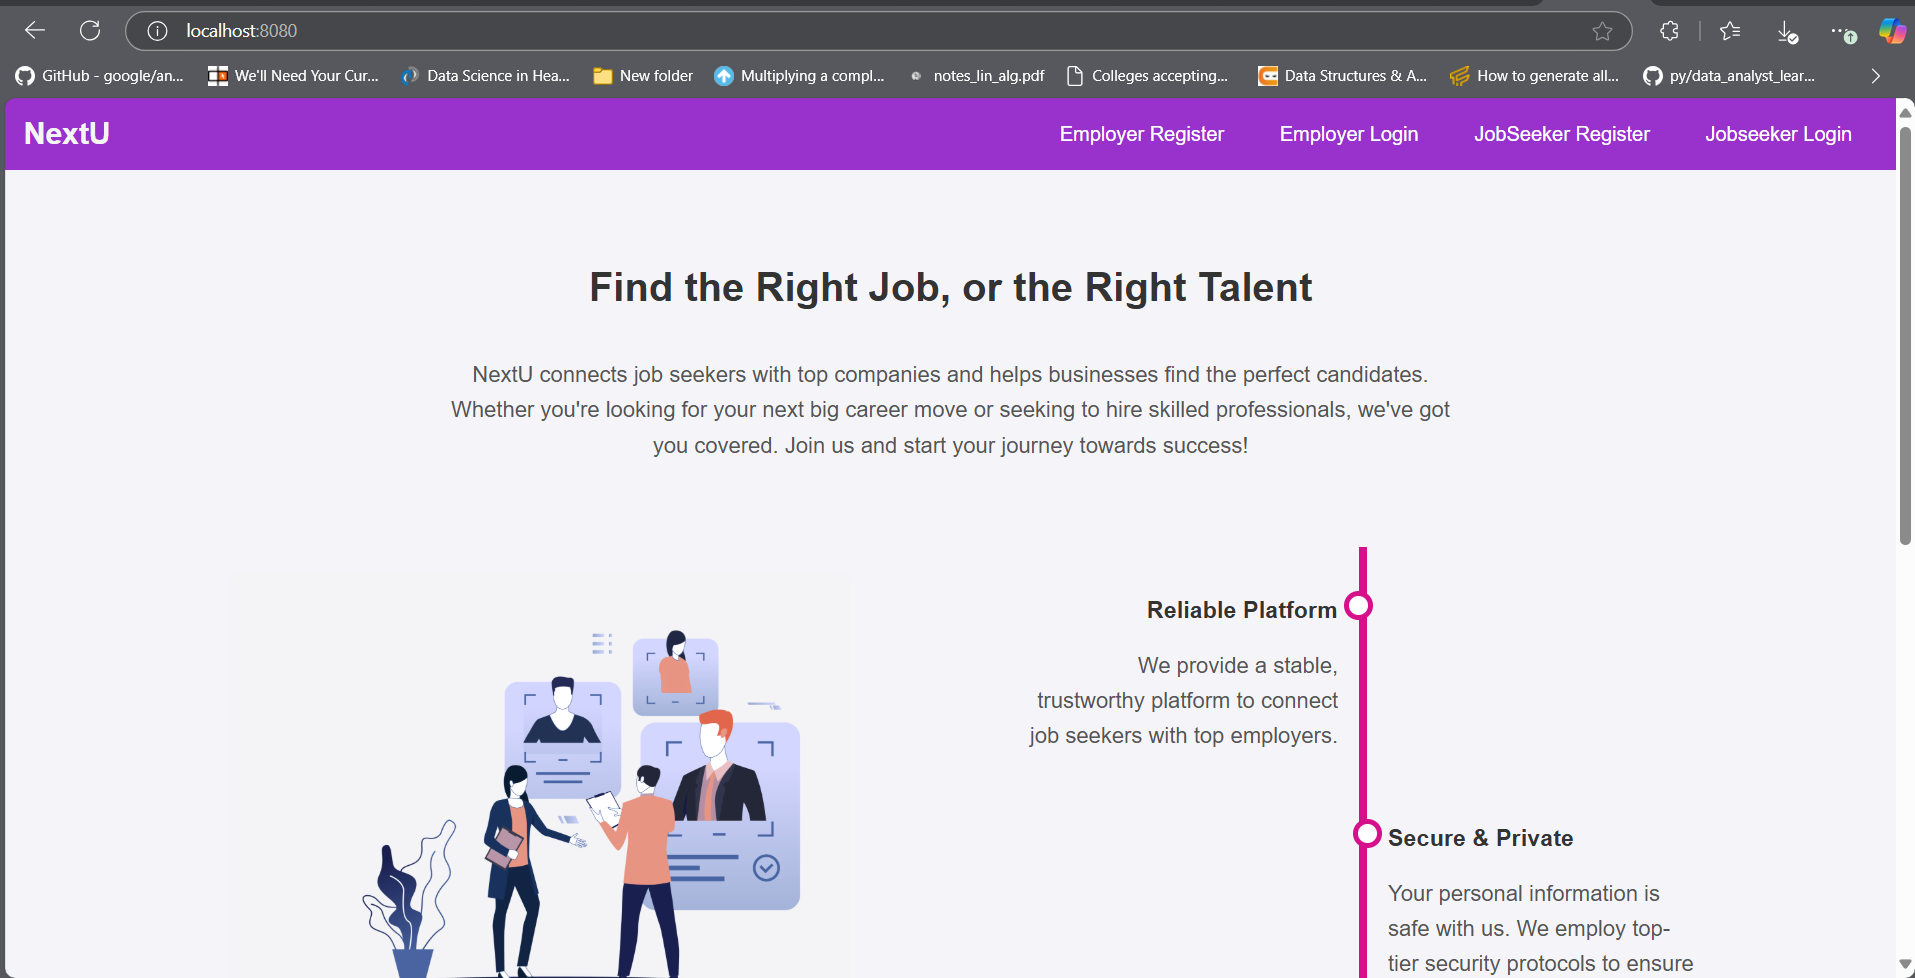 localhost:8080
GitHub - google/an...
We'll Need Your Cur...
Data Science in Hea...
New folder
Multiplying a compl...
notes_lin_alg.pdf
Colleges accepting...
Data Structures & A...
How to generate all...
py/data_analyst_lear...
NextU
Employer Register
Employer Login
JobSeeker Register
Jobseeker Login
Find the Right Job, or the Right Talent
NextU connects job seekers with top companies and helps businesses find the perfect candidates.
Whether you're looking for your next big career move or seeking to hire skilled professionals, we've got
you covered. Join us and start your journey towards success!
Reliable Platform
We provide a stable,
trustworthy platform to connect
job seekers with top employers.
Secure & Private
Your personal information is
safe with us. We employ top-
tier security protocols to ensure